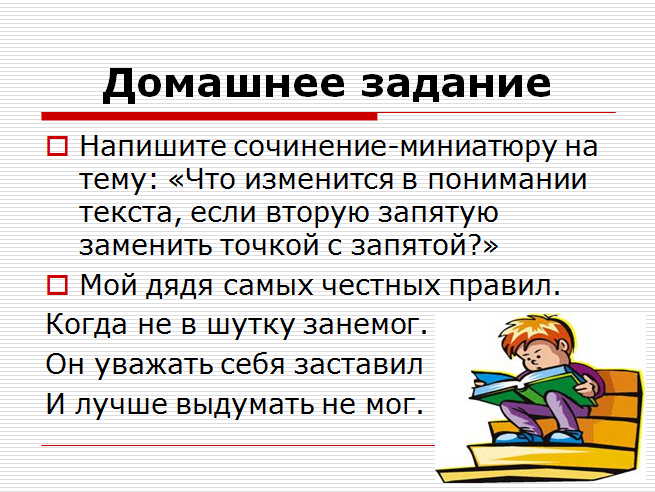 Домашнее задание
Напишите сочинение-миниатюру на
тему: «Что изменится в понимании
текста, если вторую запятую
заменить точкой с запятой?»
Мой дядя самых честных правил.
Когда не в шутку занемог.
Он уважать себя заставил
И лучше выдумать не мог.